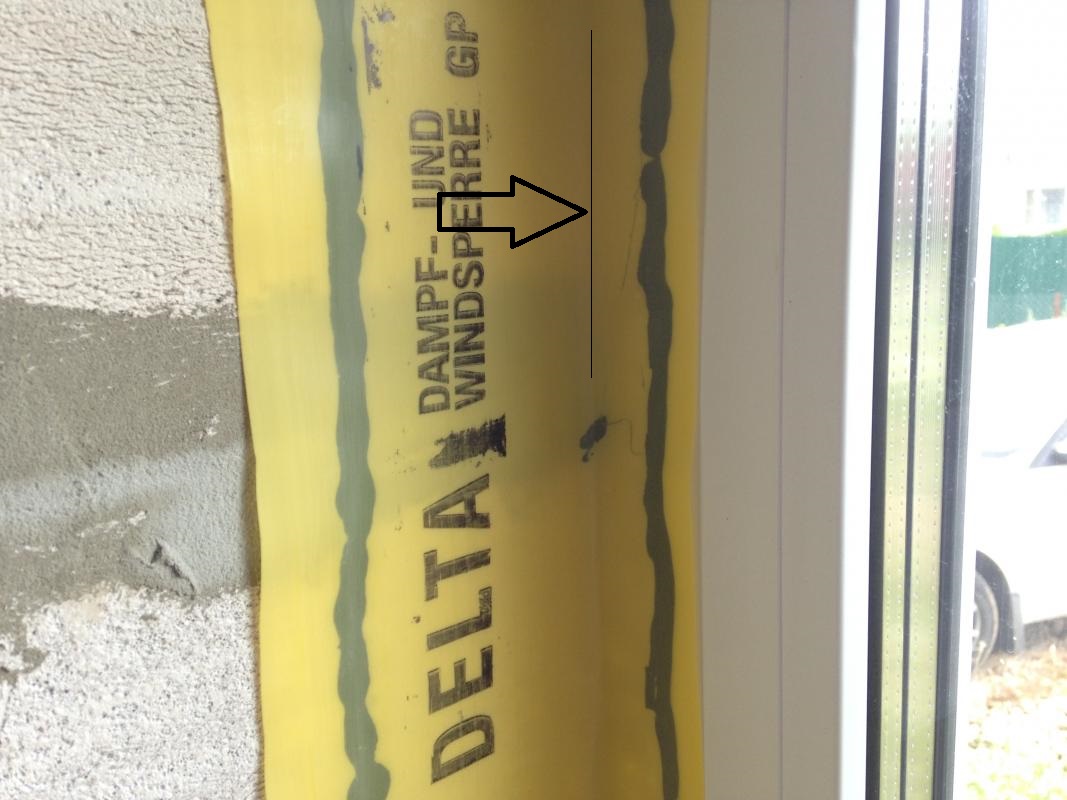 DELTA
DAMPF- UND
WINDSPERRE GP